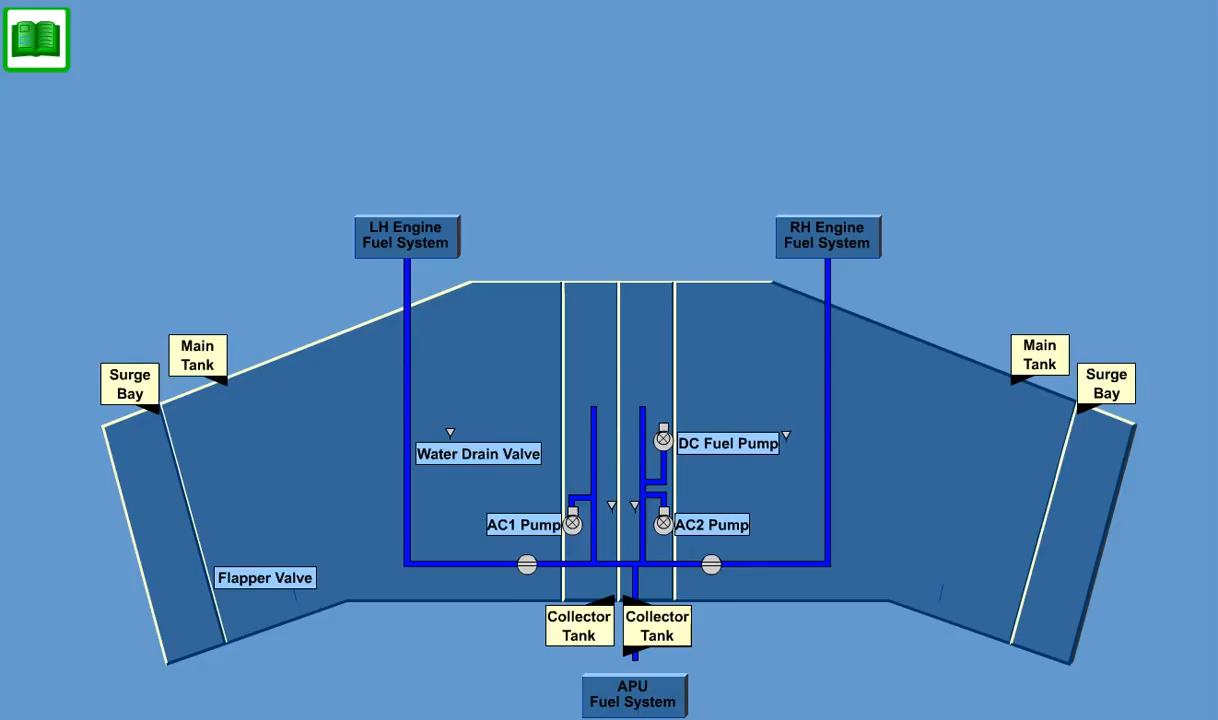 LH Engine
Fuel System
RH Engine
Fuel System
Main
Tank
Surge
Bay
Main
Tank
Surge
Bay
Water Drain Valve
DC Fuel Pump
AC1 Pump
AC2 Pump
Flapper Valve
Collector
Tank
Collector
Tank
APU
Fuel System